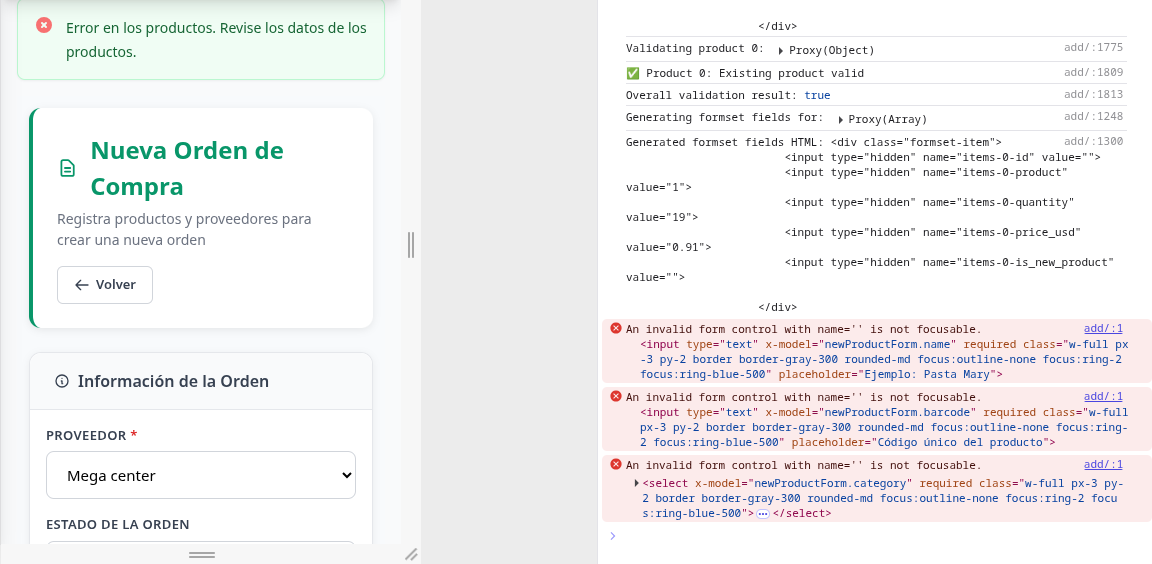 Error en los productos. Revise los datos de los
productos.
Nueva Orden de
Compra
Registra productos y proveedores para
crear una nueva orden
Volver
Información de la Orden
PROVEEDOR *
Mega center
ESTADO DE LA ORDEN
</div>
Validating product 0: Proxy(Object) add/:1775
✅ Product 0: Existing product valid add/:1809
Overall validation result: true add/:1813
Generating formset fields for: Proxy(Array) add/:1248
Generated formset fields HTML: <div class="formset-item"> add/:1300
<input type="hidden" name="items-0-id" value="">
<input type="hidden" name="items-0-product"
value="1">
<input type="hidden" name="items-0-quantity"
value="19">
<input type="hidden" name="items-0-price_usd"
value="0.91">
<input type="hidden" name="items-0-is_new_product"
value="">
</div>
An invalid form control with name='' is not focusable. add/:1
<input type="text" x-model="newProductForm.name" required class="w-full px
-3 py-2 border border-gray-300 rounded-md focus:outline-none focus:ring-2
focus:ring-blue-500" placeholder="Ejemplo: Pasta Mary">
An invalid form control with name='' is not focusable. add/:1
<input type="text" x-model="newProductForm.barcode" required class="w-full
px-3 py-2 border border-gray-300 rounded-md focus:outline-none focus:ring-
2 focus:ring-blue-500" placeholder="Código único del producto">
An invalid form control with name='' is not focusable. add/:1
<select x-model="newProductForm.category" required class="w-full px-3 py-
2 border border-gray-300 rounded-md focus:outline-none focus:ring-2 focu
s:ring-blue-500">…</select>